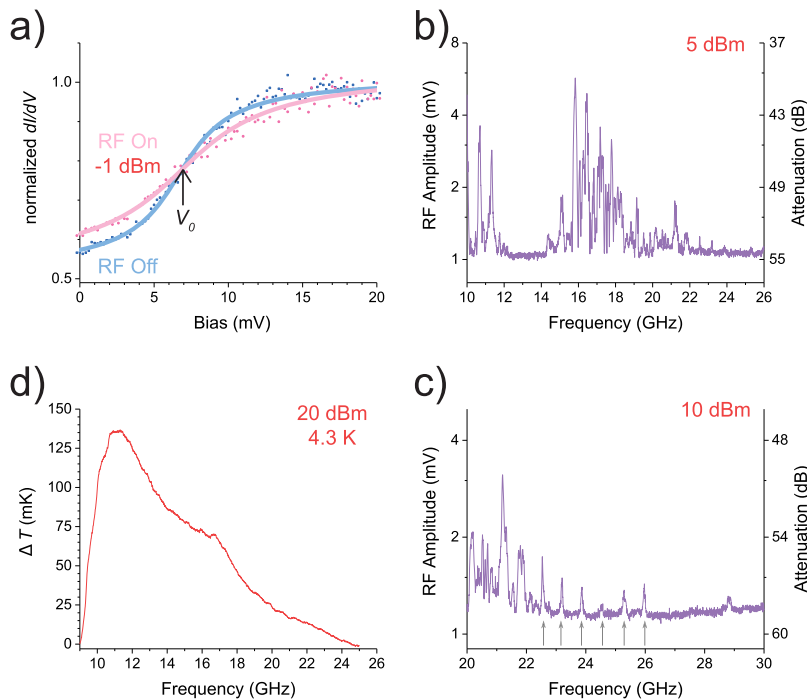 a)
normalized dI/dV
1.0
0.5
RF On
-1 dBm
V0
RF Off
0 5 10 15 20
Bias (mV)
b)
5 dBm
RF Amplitude (mV)
8
4
2
1
Attenuation (dB)
37
43
49
55
10 12 14 16 18 20 22 24 26
Frequency (GHz)
d)
20 dBm
4.3 K
Δ T (mK)
150
125
100
75
50
25
0
10 12 14 16 18 20 22 24 26
Frequency (GHz)
c)
10 dBm
RF Amplitude (mV)
4
2
1
Attenuation (dB)
48
54
60
20 22 24 26 28 30
Frequency (GHz)